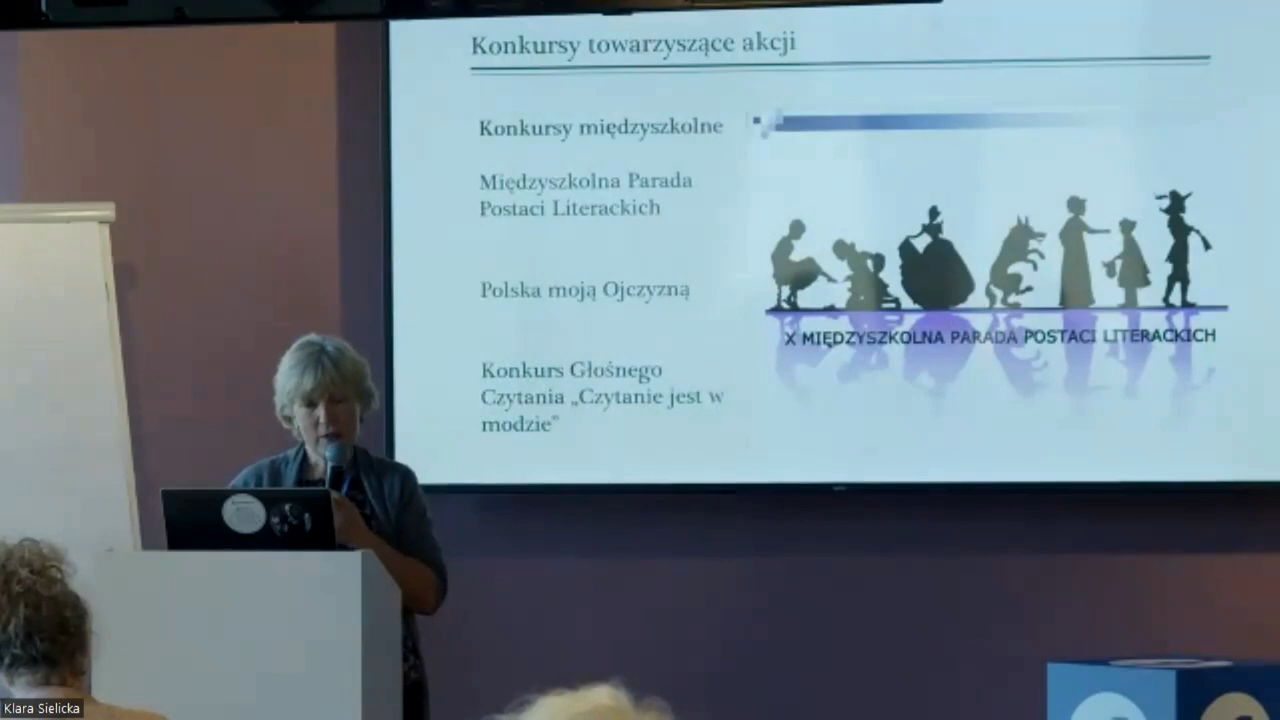 Konkursy towarzyszące akcji
Konkursy międzyszkolne
Międzyszkolna Parada
Postaci Literackich
Polska moją Ojczyzną
Konkurs Głośnego
Czytania „Czytanie jest w
modzie”
X MIĘDZYSZKOLNA PARADA POSTACI LITERACKICH
Klara Sielicka